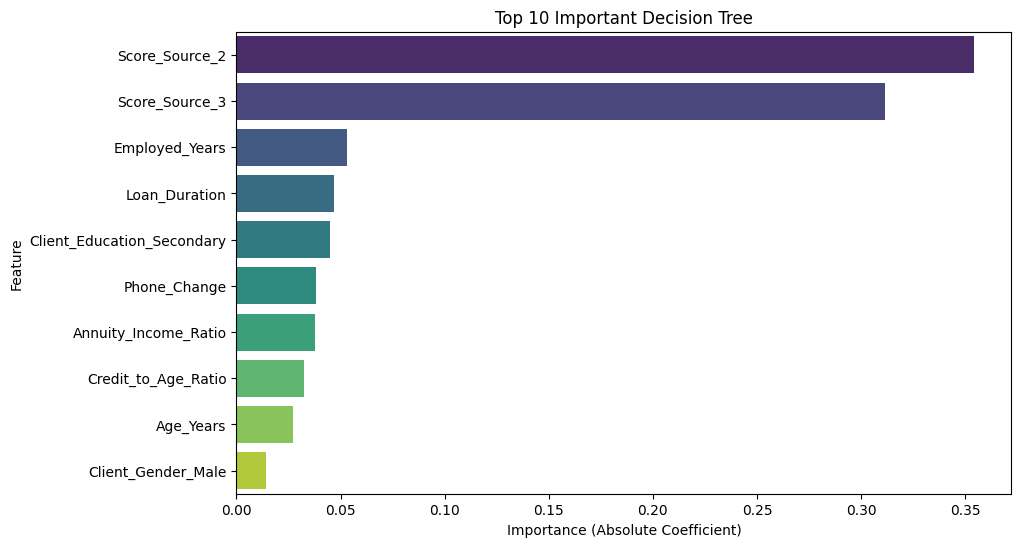 Top 10 Important Decision Tree
Feature
Score_Source_2
Score_Source_3
Employed_Years
Loan_Duration
Client_Education_Secondary
Phone_Change
Annuity_Income_Ratio
Credit_to_Age_Ratio
Age_Years
Client_Gender_Male
0.00 0.05 0.10 0.15 0.20 0.25 0.30 0.35
Importance (Absolute Coefficient)